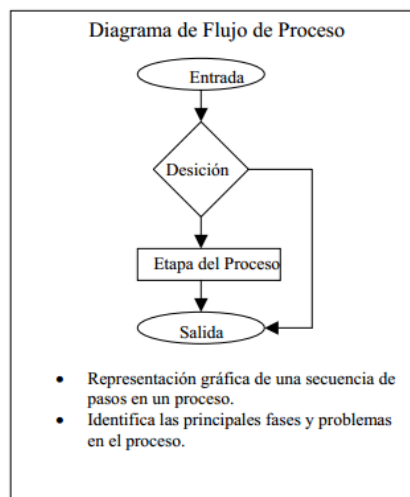 Diagrama de Flujo de Proceso
Entrada
Desición
Etapa del Proceso
Salida
• Representación gráfica de una secuencia de
pasos en un proceso.
• Identifica las principales fases y problemas
en el proceso.